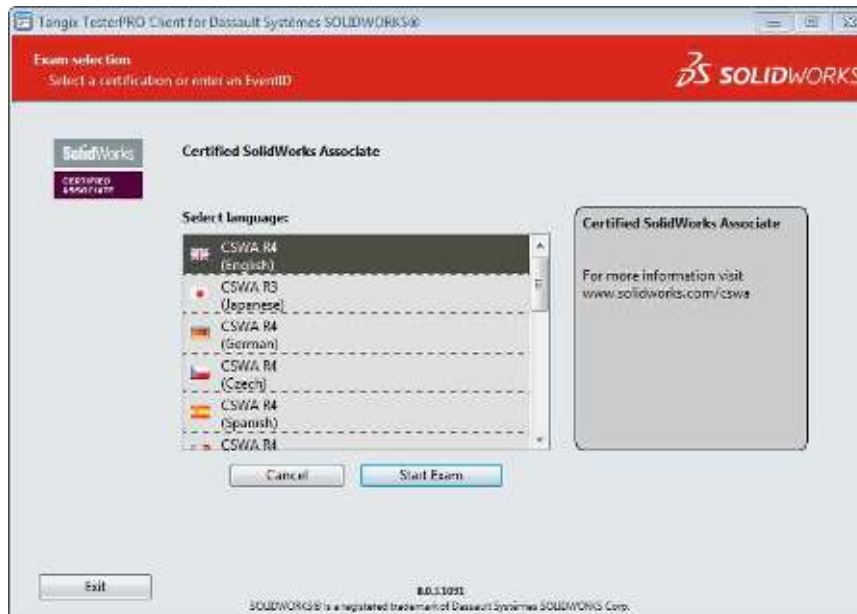 Tangix TesterPRO Client for Dassault Systèmes SOLIDWORKS®
Exam selection
Select a certification or enter an EventID
3S SOLIDWORKS
SolidWorks
CERTIFIED
ASSOCIATE
Certified SolidWorks Associate
Select language:
CSWA R4
(English)
CSWA R3
(Japanese)
CSWA R4
(German)
CSWA R4
(Czech)
CSWA R4
(Spanish)
CSWA R4
Certified SolidWorks Associate
For more information visit
www.solidworks.com/cswa
Cancel
Start Exam
Exit
SOLIDWORKS® is a registered trademark of Dassault Systèmes SOLIDWORKS Corp.